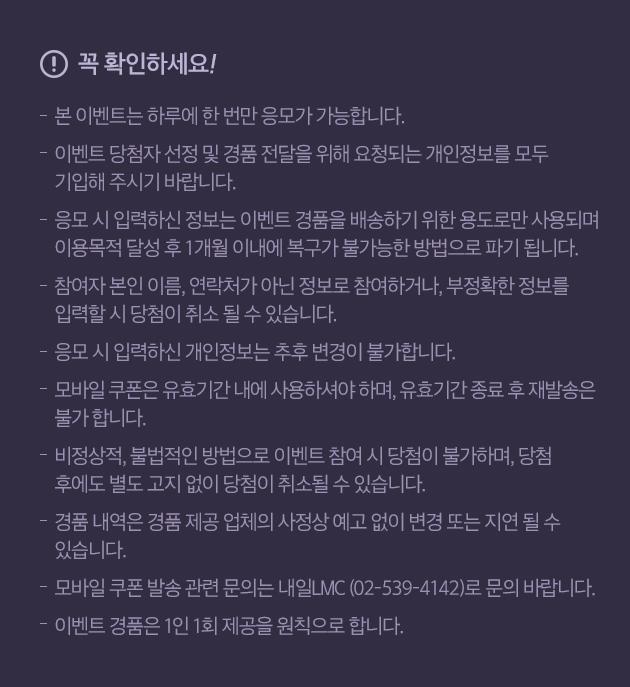 꼭 확인하세요!
- 본 이벤트는 하루에 한 번만 응모가 가능합니다.
- 이벤트 당첨자 선정 및 경품 전달을 위해 요청되는 개인정보를 모두
기입해 주시기 바랍니다.
- 응모 시 입력하신 정보는 이벤트 경품을 배송하기 위한 용도로만 사용되며
이용목적 달성 후 1개월 이내에 복구가 불가능한 방법으로 파기 됩니다.
- 참여자 본인 이름, 연락처가 아닌 정보로 참여하거나, 부정확한 정보를
입력할 시 당첨이 취소 될 수 있습니다.
- 응모 시 입력하신 개인정보는 추후 변경이 불가합니다.
- 모바일 쿠폰은 유효기간 내에 사용하셔야 하며, 유효기간 종료 후 재발송은
불가 합니다.
- 비정상적, 불법적인 방법으로 이벤트 참여 시 당첨이 불가하며, 당첨
후에도 별도 고지 없이 당첨이 취소될 수 있습니다.
- 경품 내역은 경품 제공 업체의 사정상 예고 없이 변경 또는 지연 될 수
있습니다.
- 모바일 쿠폰 발송 관련 문의는 내일LMC (02-539-4142)로 문의 바랍니다.
- 이벤트 경품은 1인 1회 제공을 원칙으로 합니다.